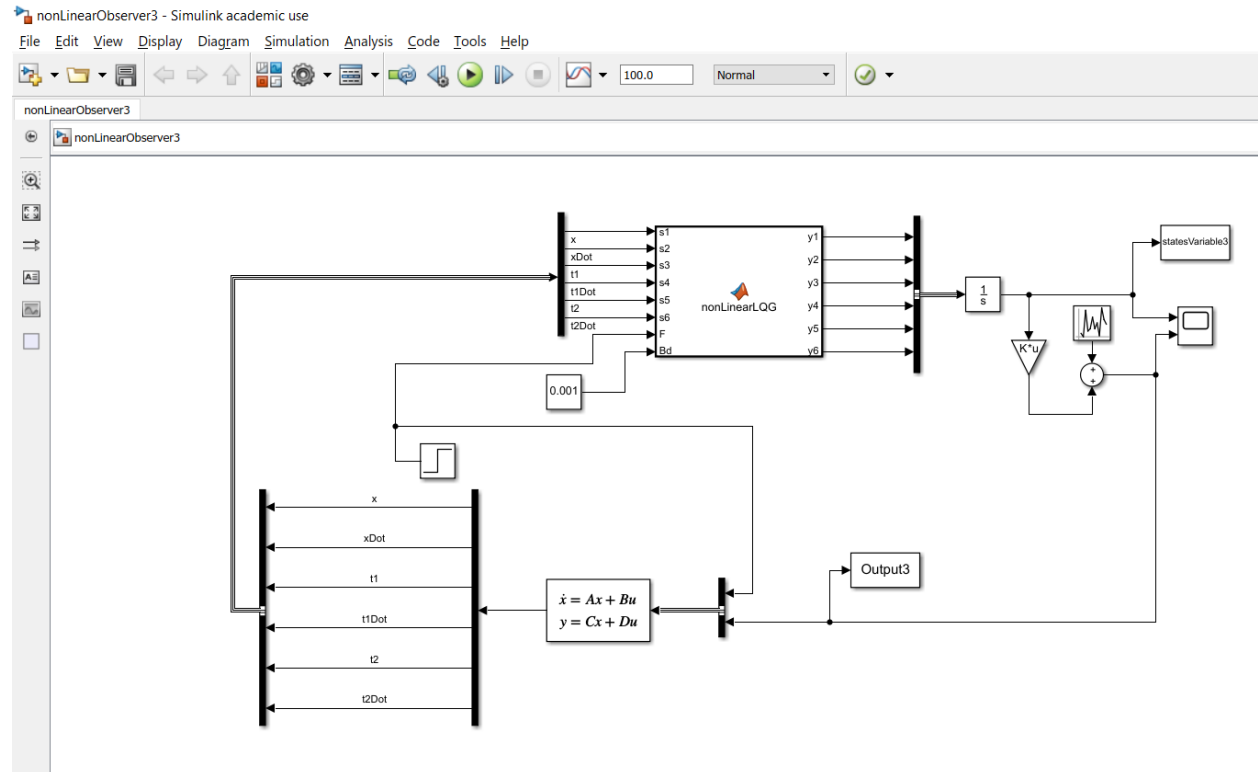 nonLinearObserver3 - Simulink academic use
File Edit View Display Diagram Simulation Analysis Code Tools Help
100.0 Normal
nonLinearObserver3
nonLinearObserver3
x
xDot
t1
t1Dot
t2
t2Dot
s1
s2
s3
s4
s5
s6
F
Bd
nonLinearLQG
y1
y2
y3
y4
y5
y6
1
s
statesVariable3
K*u
+
+
0.001
x
xDot
t1
t1Dot
t2
t2Dot
ẋ = Ax + Bu
y = Cx + Du
Output3